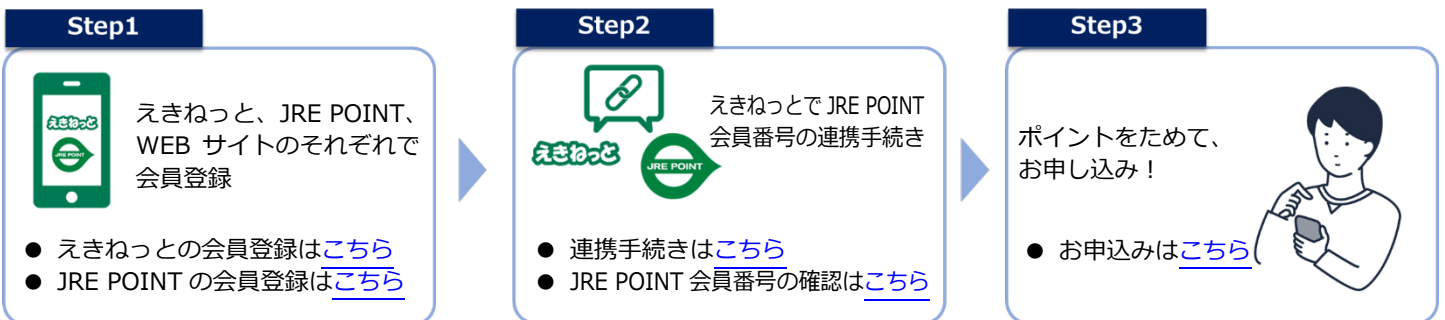 Step1
えきねっと
JRE POINT
えきねっと、JRE POINT、
WEB サイトのそれぞれで
会員登録
● えきねっとの会員登録はこちら
● JRE POINT の会員登録はこちら
Step2
えきねっと
JRE POINT
えきねっとで JRE POINT
会員番号の連携手続き
● 連携手続きはこちら
● JRE POINT 会員番号の確認はこちら
Step3
ポイントをためて、
お申し込み！
● お申込みはこちら